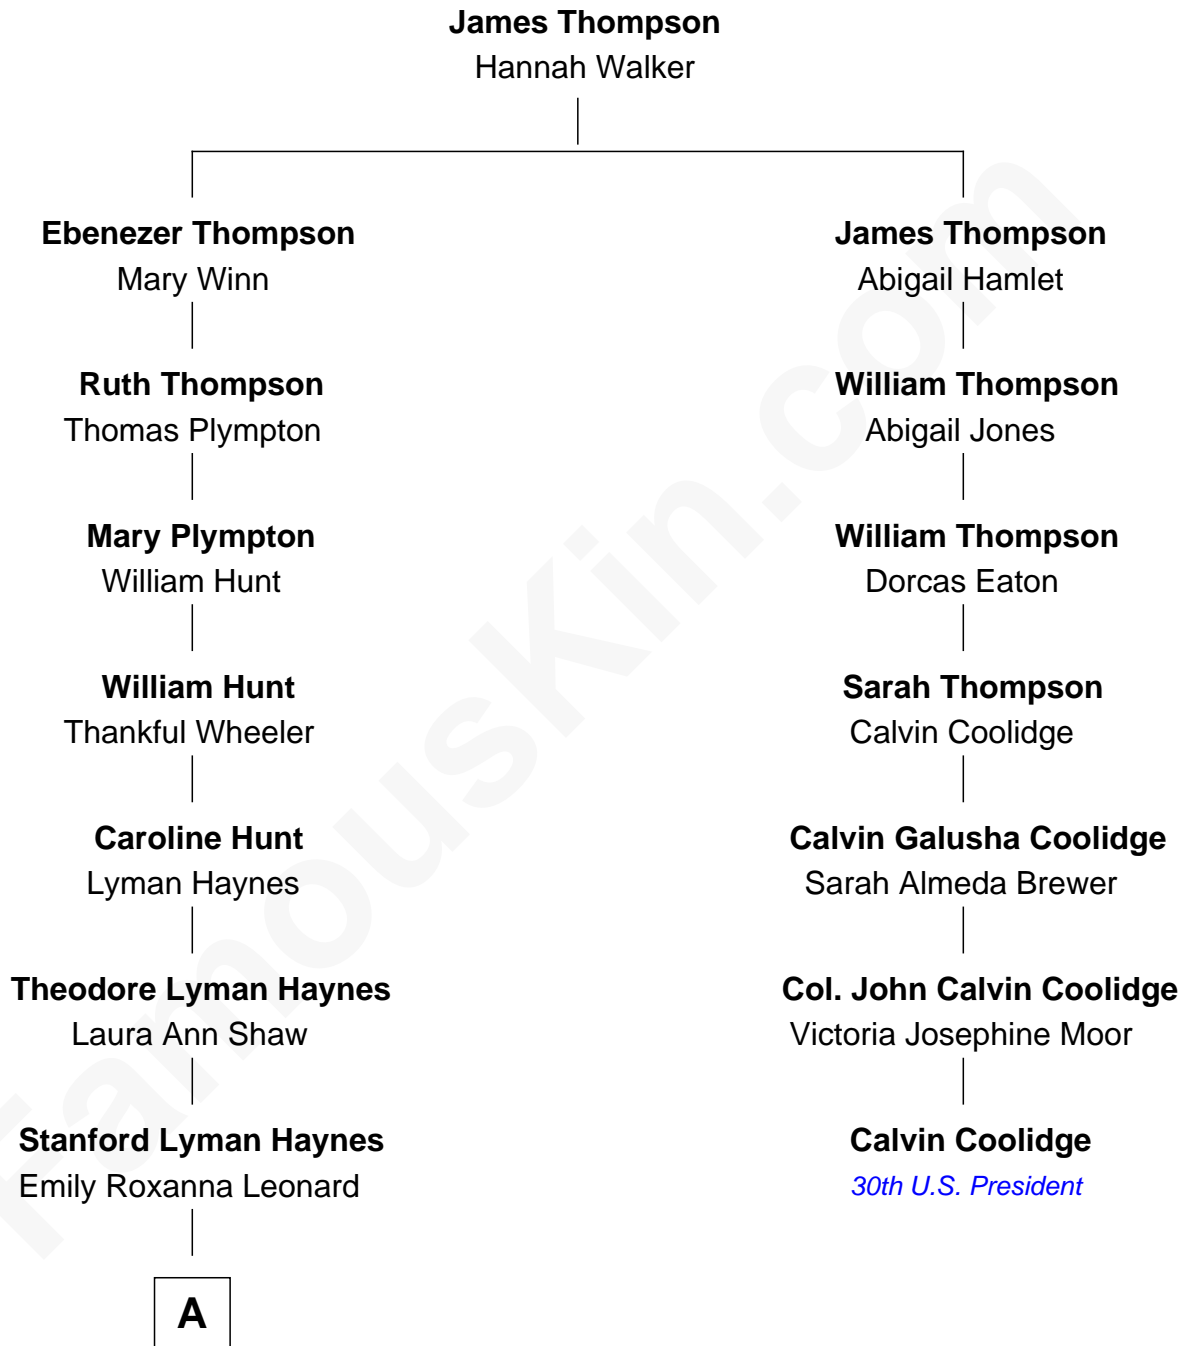 James Thompson
Hannah Walker
Ebenezer Thompson
Mary Winn
James Thompson
Abigail Hamlet
Ruth Thompson
Thomas Plympton
William Thompson
Abigail Jones
Mary Plympton
William Hunt
William Thompson
Dorcas Eaton
William Hunt
Thankful Wheeler
Sarah Thompson
Calvin Coolidge
Caroline Hunt
Lyman Haynes
Calvin Galusha Coolidge
Sarah Almeda Brewer
Theodore Lyman Haynes
Laura Ann Shaw
Col. John Calvin Coolidge
Victoria Josephine Moor
Stanford Lyman Haynes
Emily Roxanna Leonard
Calvin Coolidge
30th U.S. President
A
FamousKin.com